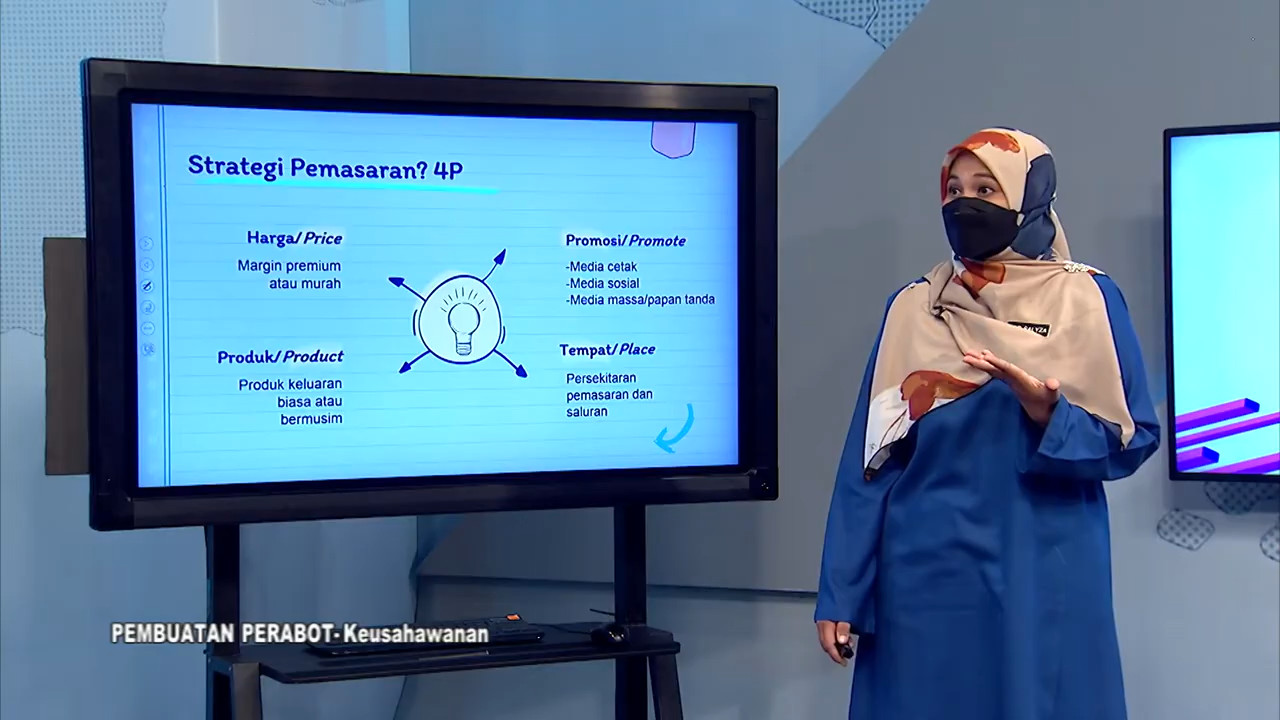 Strategi Pemasaran? 4P
Harga/Price
Margin premium
atau murah
Promosi/Promote
-Media cetak
-Media sosial
-Media massa/papan tanda
Produk/Product
Produk keluaran
biasa atau
bermusim
Tempat/Place
Persekitaran
pemasaran dan
saluran
PEMBUATAN PERABOT-Keusahawanan